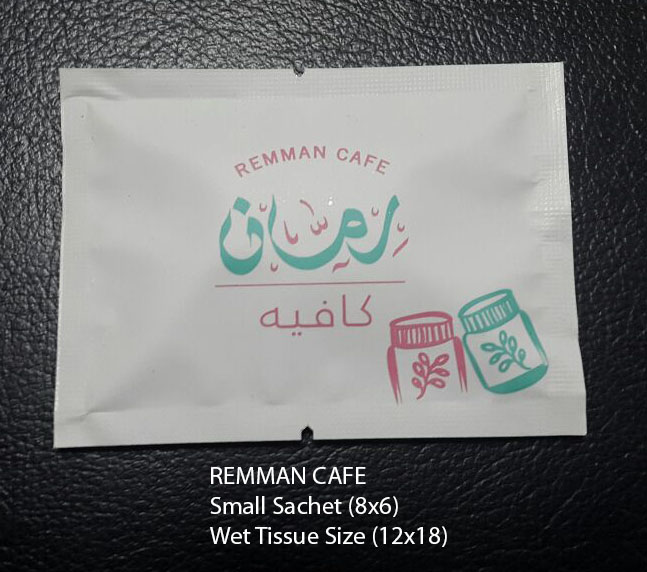 REMMAN CAFE
رمان
كافيه
REMMAN CAFE
Small Sachet (8x6)
Wet Tissue Size (12x18)